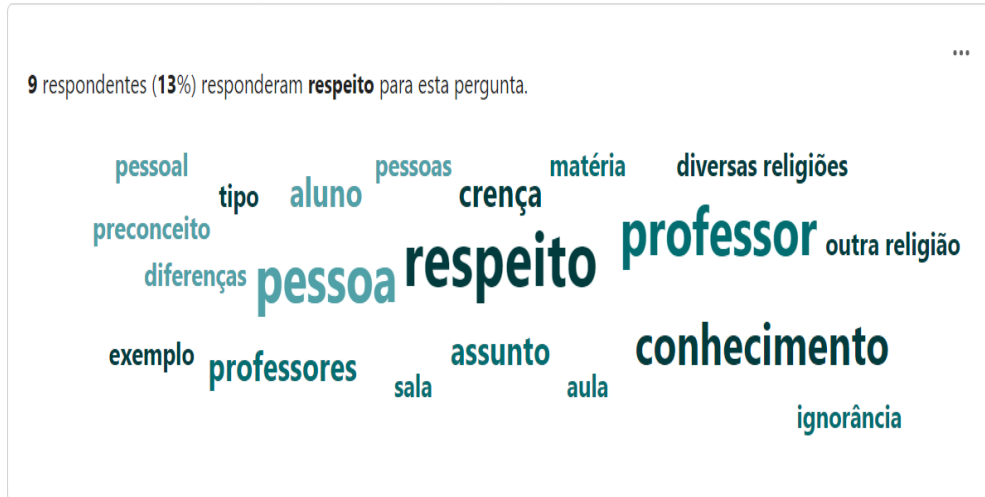 ...
9 respondentes (13%) responderam respeito para esta pergunta.
pessoal pessoas matéria diversas religiões
tipo aluno crença
preconceito professor outra religião
diferenças pessoa respeito
exemplo professores assunto conhecimento
sala aula
ignorância